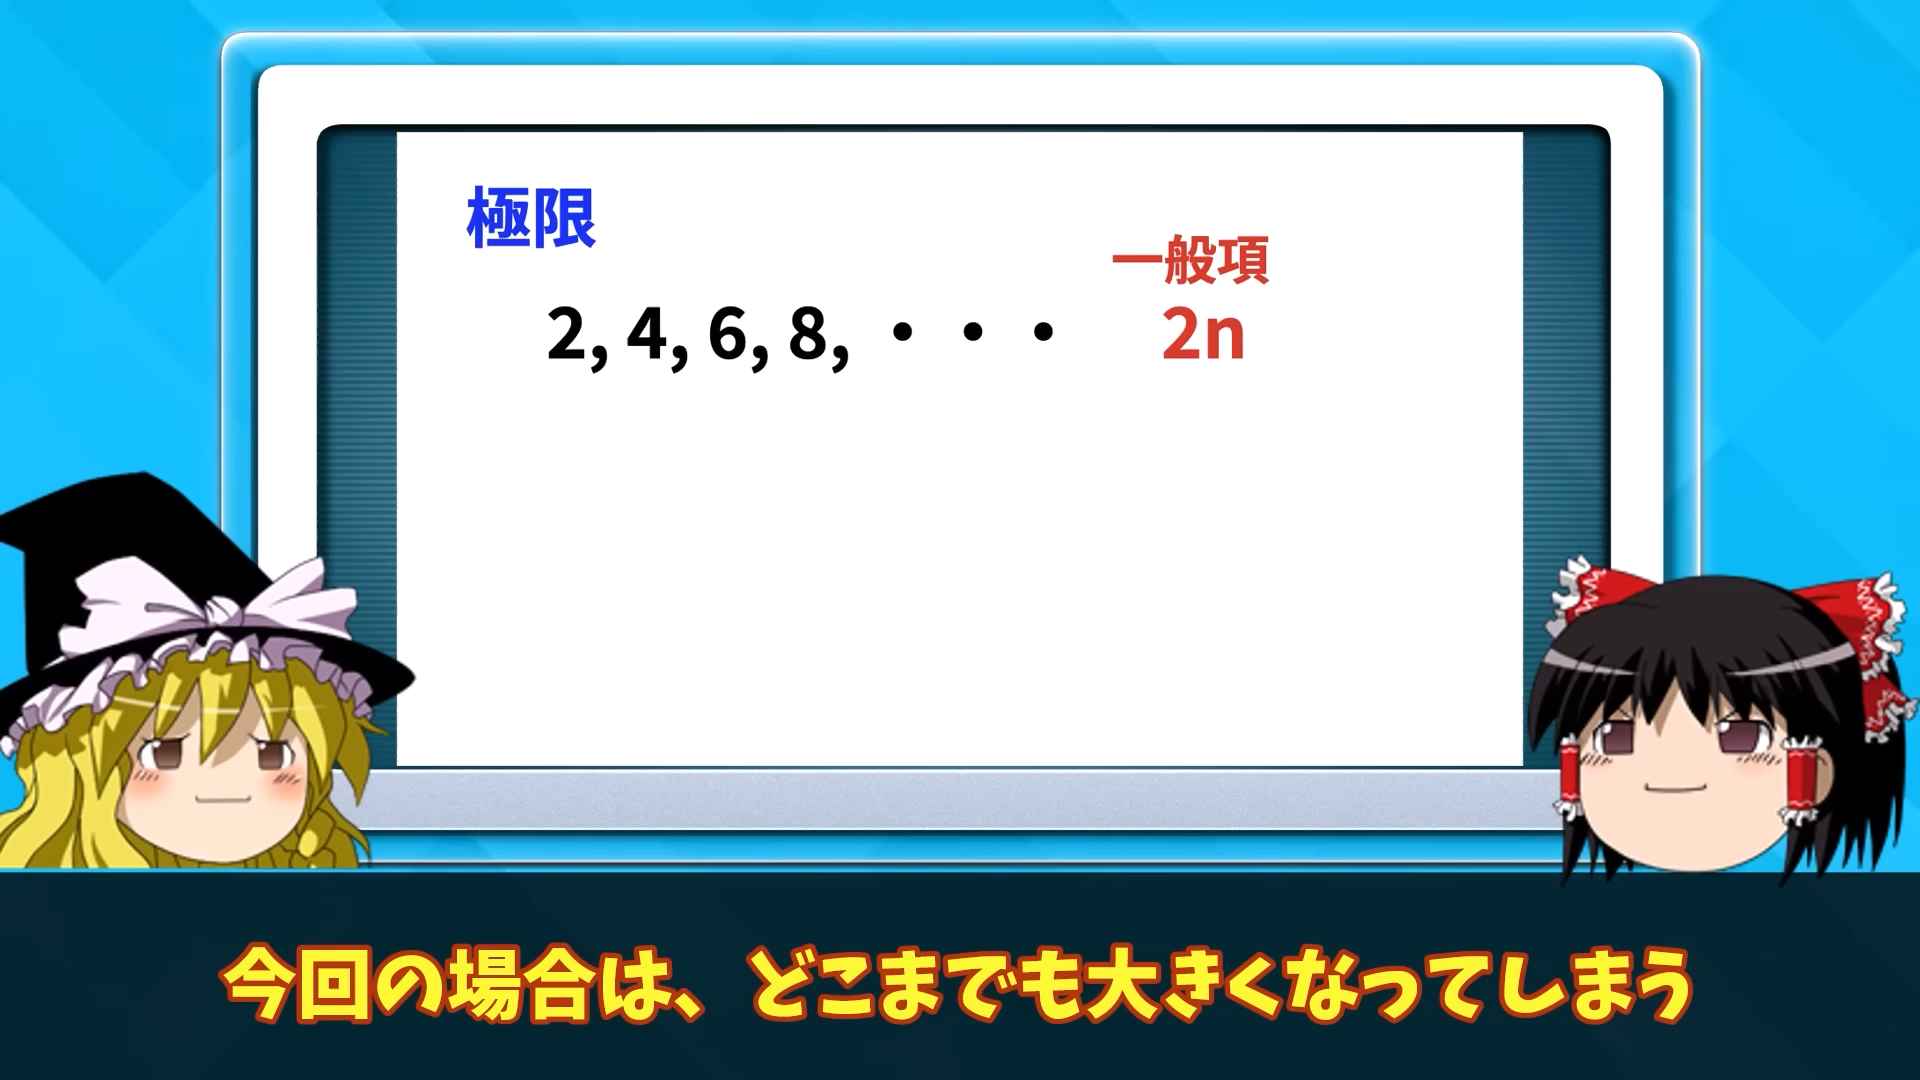 極限
一般項
2, 4, 6, 8, ・・・ 2n
今回の場合は、どこまでも大きくなってしまう